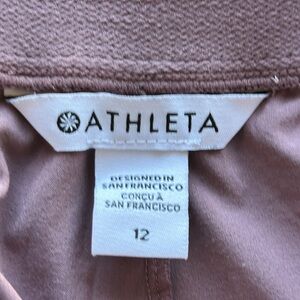 ATHLETA
DESIGNED IN
SAN FRANCISCO
CONÇU À
SAN FRANCISCO
12